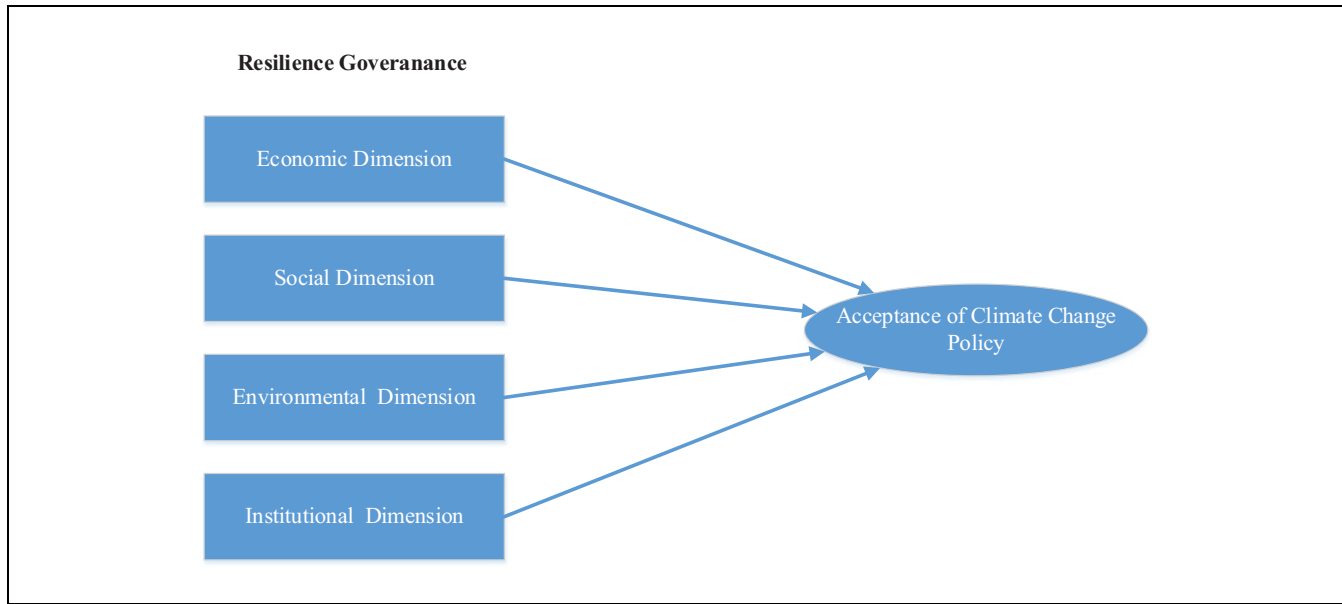 Resilience Goveranance
Economic Dimension
Social Dimension
Environmental Dimension
Institutional Dimension
Acceptance of Climate Change
Policy